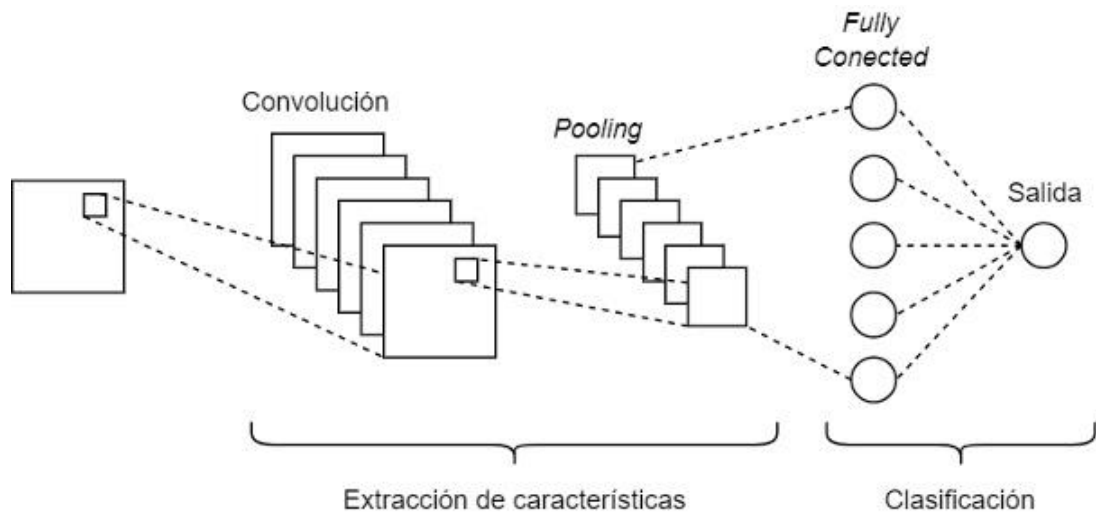 Fully
Conected
Convolución
Pooling
Salida
Extracción de características
Clasificación